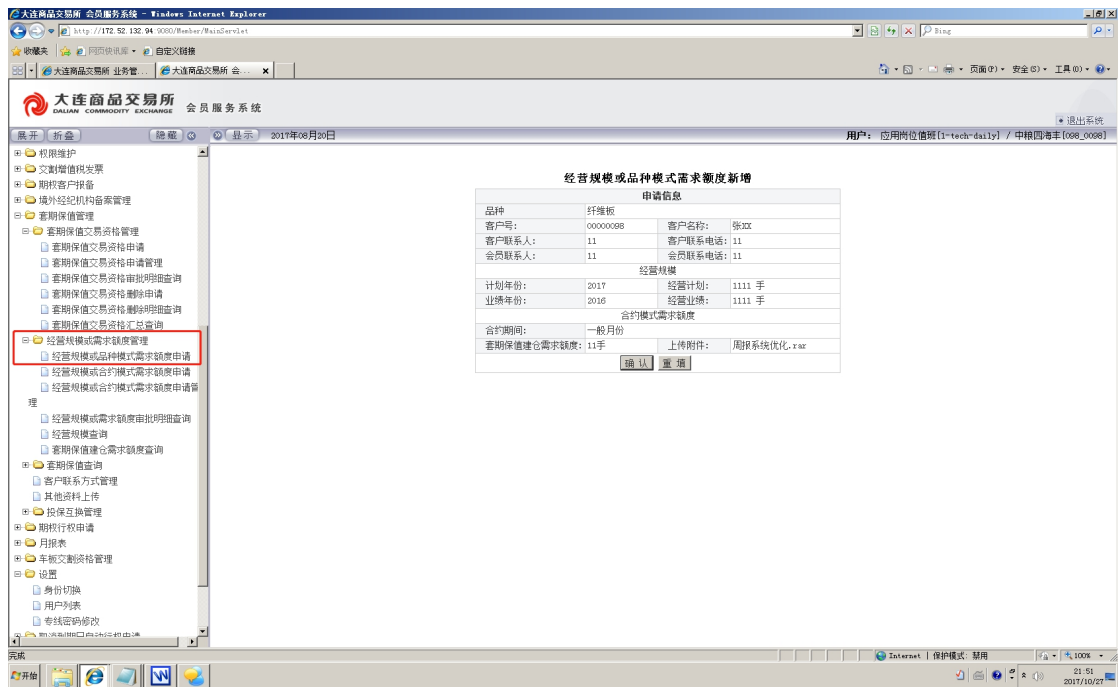 大连商品交易所 会员服务系统 - Windows Internet Explorer
http://172.52.132.94:9080/Member/MainServlet
Bing
收藏夹 网页快讯库 自定义链接
大连商品交易所 业务管... 大连商品交易所 会...
页面(P) 安全(S) 工具(O)
大连商品交易所
DALIAN COMMODITY EXCHANGE
会员服务系统
退出系统
展开 折叠 隐藏 显示 2017年08月20日
用户: 应用岗位值班[1-tech-daily] / 中粮四海丰[098_0098]
权限维护
交割增值税发票
期权客户报备
境外经纪机构备案管理
套期保值管理
套期保值交易资格管理
套期保值交易资格申请
套期保值交易资格申请管理
套期保值交易资格审批明细查询
套期保值交易资格删除申请
套期保值交易资格删除明细查询
套期保值交易资格汇总查询
经营规模或需求额度管理
经营规模或品种模式需求额度申请
经营规模或合约模式需求额度申请
经营规模或合约模式需求额度申请管
理
经营规模或需求额度审批明细查询
经营规模查询
套期保值建仓需求额度查询
套期保值查询
客户联系方式管理
其他资料上传
投保互换管理
期权行权申请
月报表
车板交割资格管理
设置
身份切换
用户列表
专线密码修改
取消到期日自动行权申请
经营规模或品种模式需求额度新增
申请信息
品种 纤维板
客户号: 00000098 客户名称: 张XX
客户联系人: 11 客户联系电话: 11
会员联系人: 11 会员联系电话: 11
经营规模
计划年份: 2017 经营计划: 1111 手
业绩年份: 2016 经营业绩: 1111 手
合约模式需求额度
合约期间: 一般月份
套期保值建仓需求额度: 11手 上传附件: 周报系统优化.rar
确 认 重 填
完成
Internet | 保护模式: 禁用
100%
开始
21:51
2017/10/27